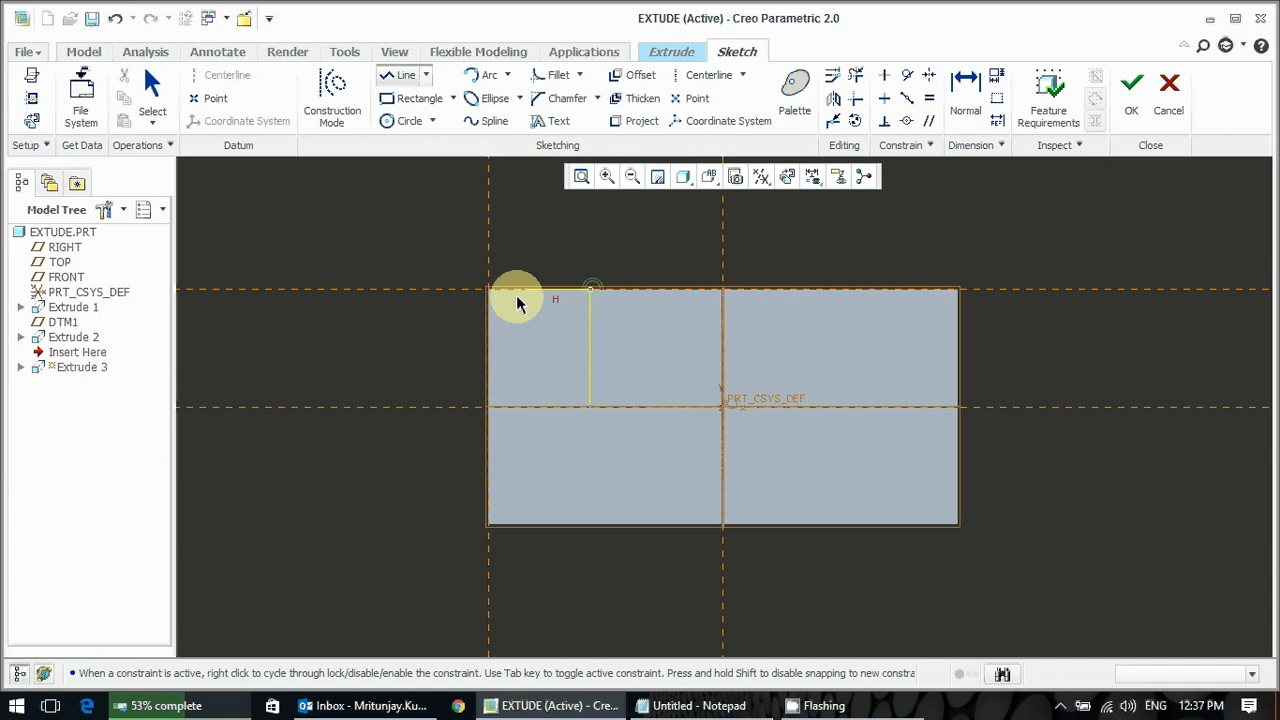 EXTUDE (Active) - Creo Parametric 2.0
File Model Analysis Annotate Render Tools View Flexible Modeling Applications Extrude Sketch
Centerline Line Arc Fillet Offset Centerline
Point Rectangle Ellipse Chamfer Thicken Point
Coordinate System Circle Spline Text Project Coordinate System
File System Select Construction Mode Palette Normal Feature Requirements OK Cancel
Setup Get Data Operations Datum Sketching Editing Constrain Dimension Inspect Close
Model Tree
EXTUDE.PRT
RIGHT
TOP
FRONT
PRT_CSYS_DEF
Extrude 1
DTM1
Extrude 2
Insert Here
Extrude 3
H
Y
PRT_CSYS_DEF
X
• When a constraint is active, right click to cycle through lock/disable/enable the constraint. Use Tab key to toggle active constraint. Press and hold Shift to disable snapping to new constra
53% complete Inbox - Mritunjay.Ku... EXTUDE (Active) - Cre... Untitled - Notepad Flashing ENG 12:37 PM